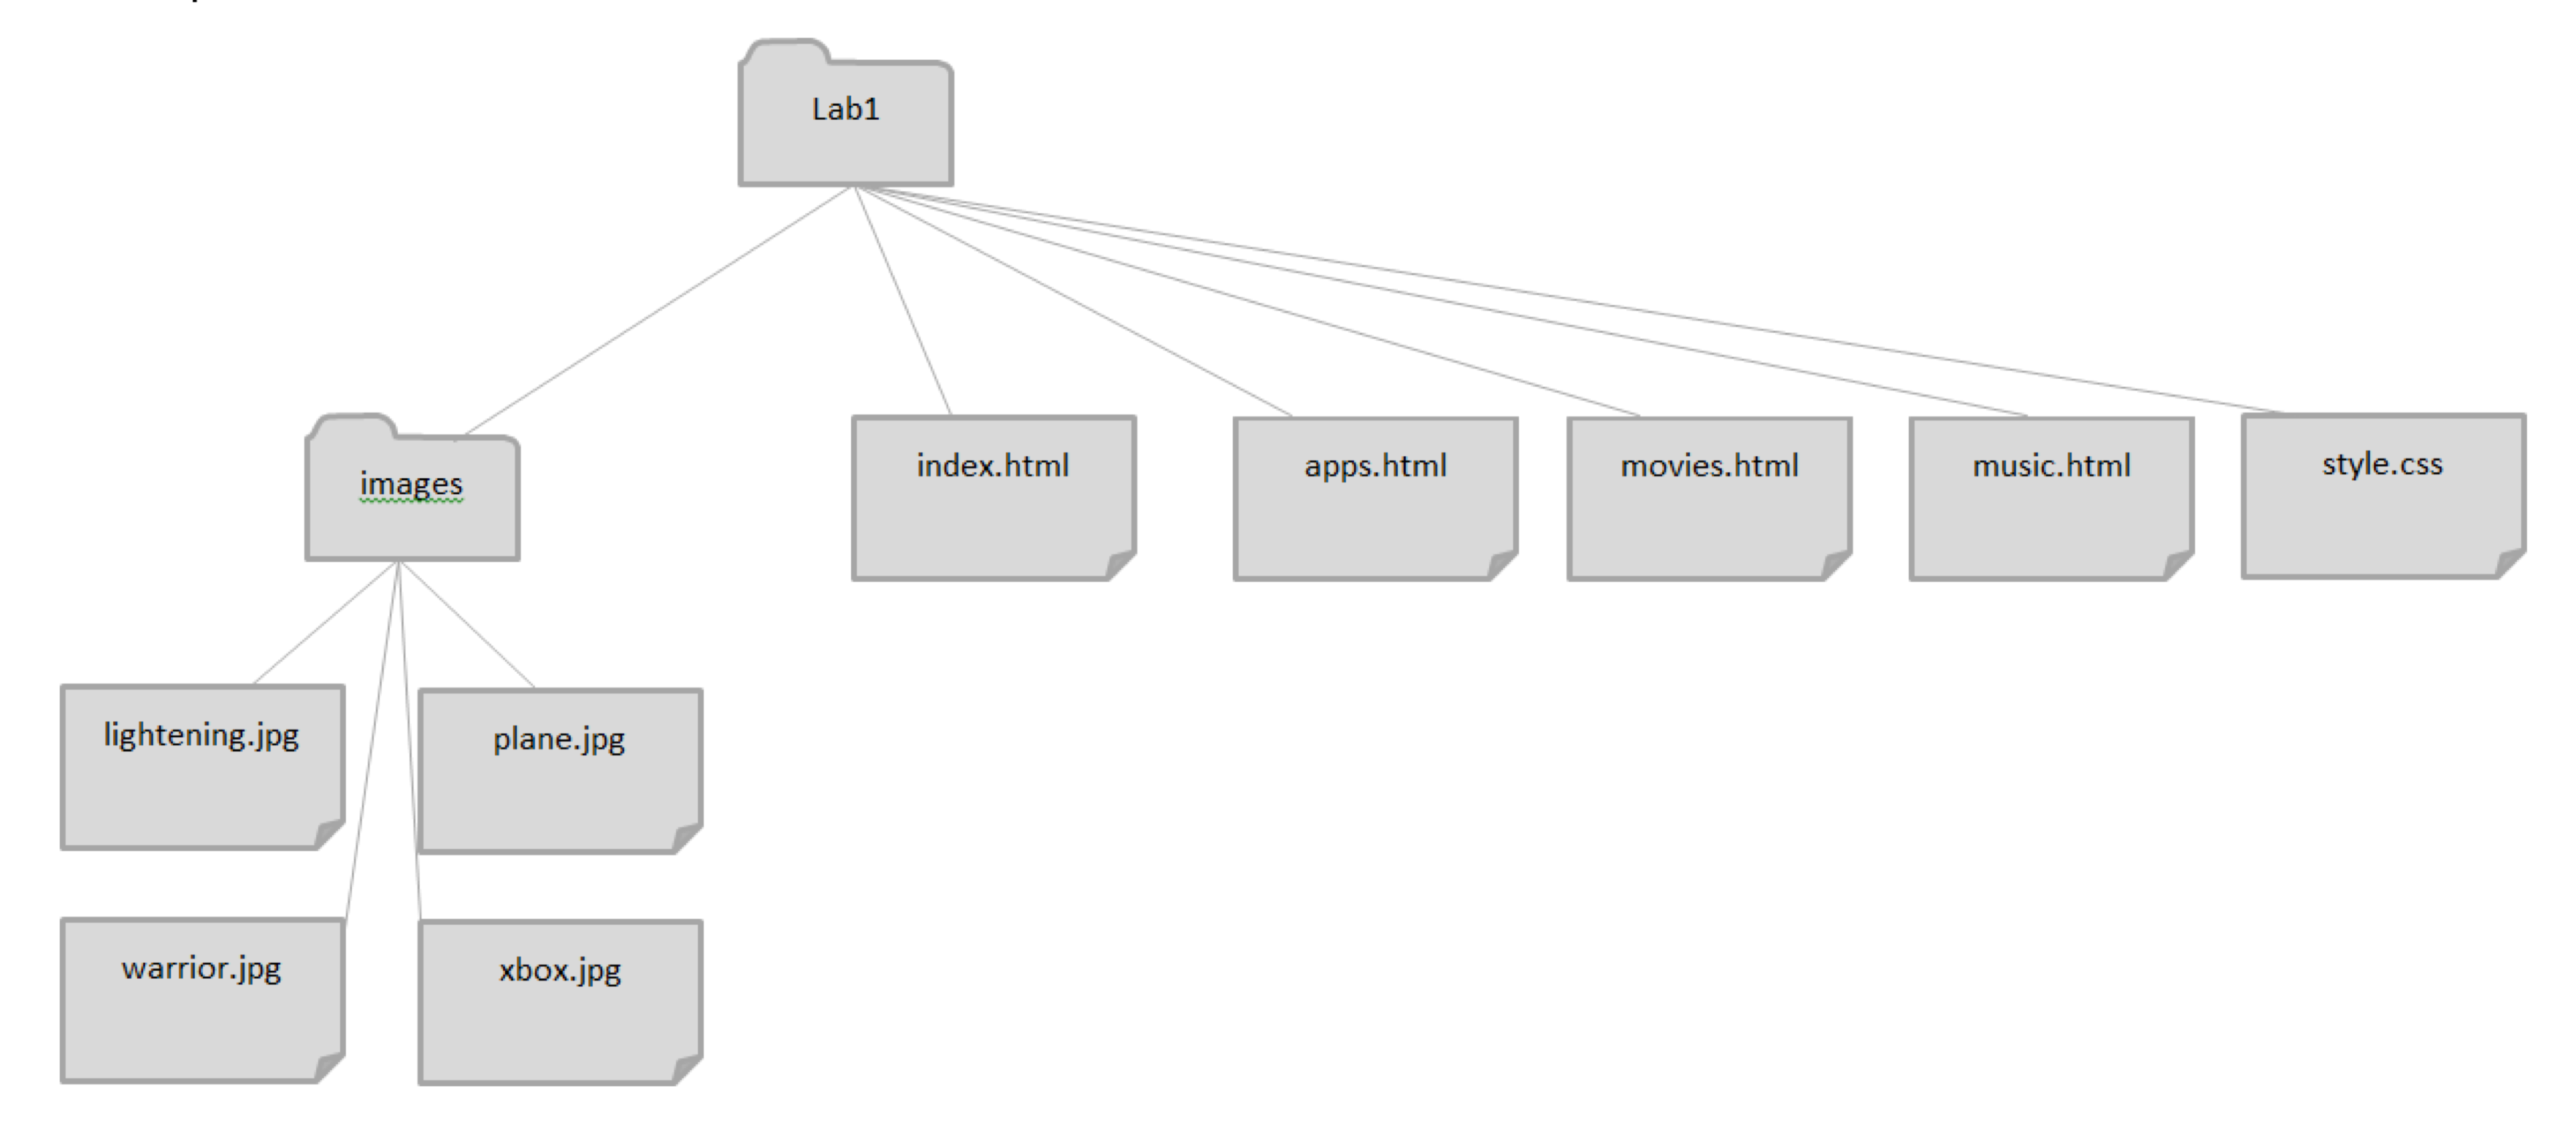 Lab1
images
index.html
apps.html
movies.html
music.html
style.css
lightening.jpg
plane.jpg
warrior.jpg
xbox.jpg